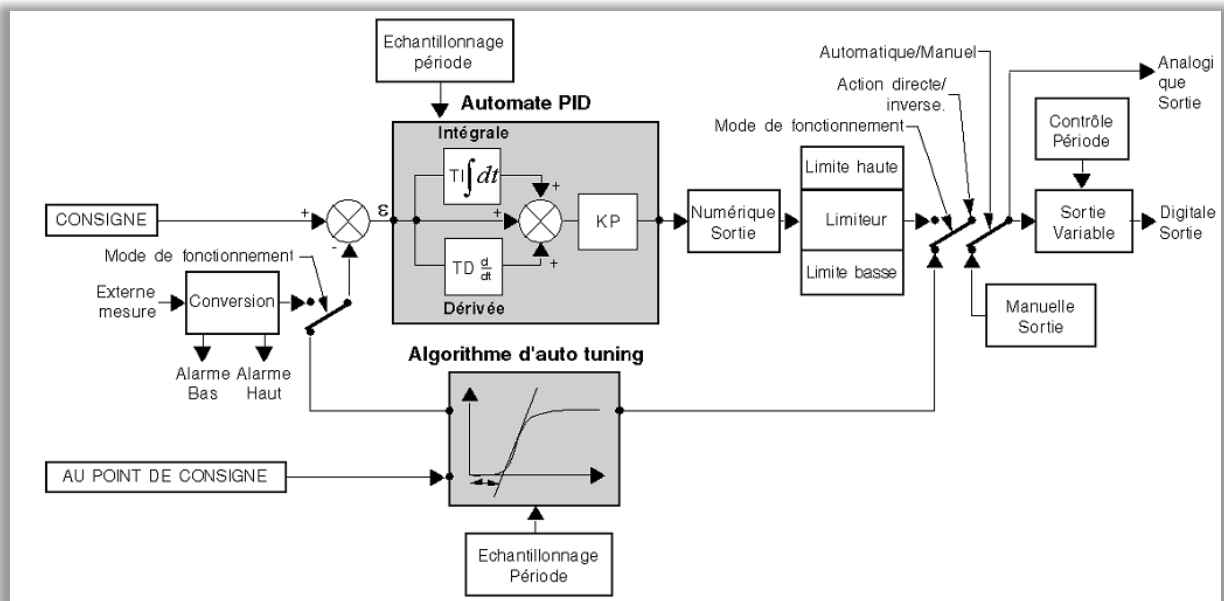 Echantillonnage
période
Automatique/Manuel
Analogi
que
Sortie
Action directe/
inverse.
Automate PID
Mode de fonctionnement
Contrôle
Période
Intégrale
TI∫dt
Limite haute
+
CONSIGNE
+
ε
+
KP
Numérique
Sortie
Limiteur
Sortie
Variable
Digitale
Sortie
-
Mode de fonctionnement
TD d/dt
+
Limite basse
Externe
mesure
Conversion
Dérivée
Manuelle
Sortie
Algorithme d'auto tuning
Alarme
Bas
Alarme
Haut
AU POINT DE CONSIGNE
Echantillonnage
Période